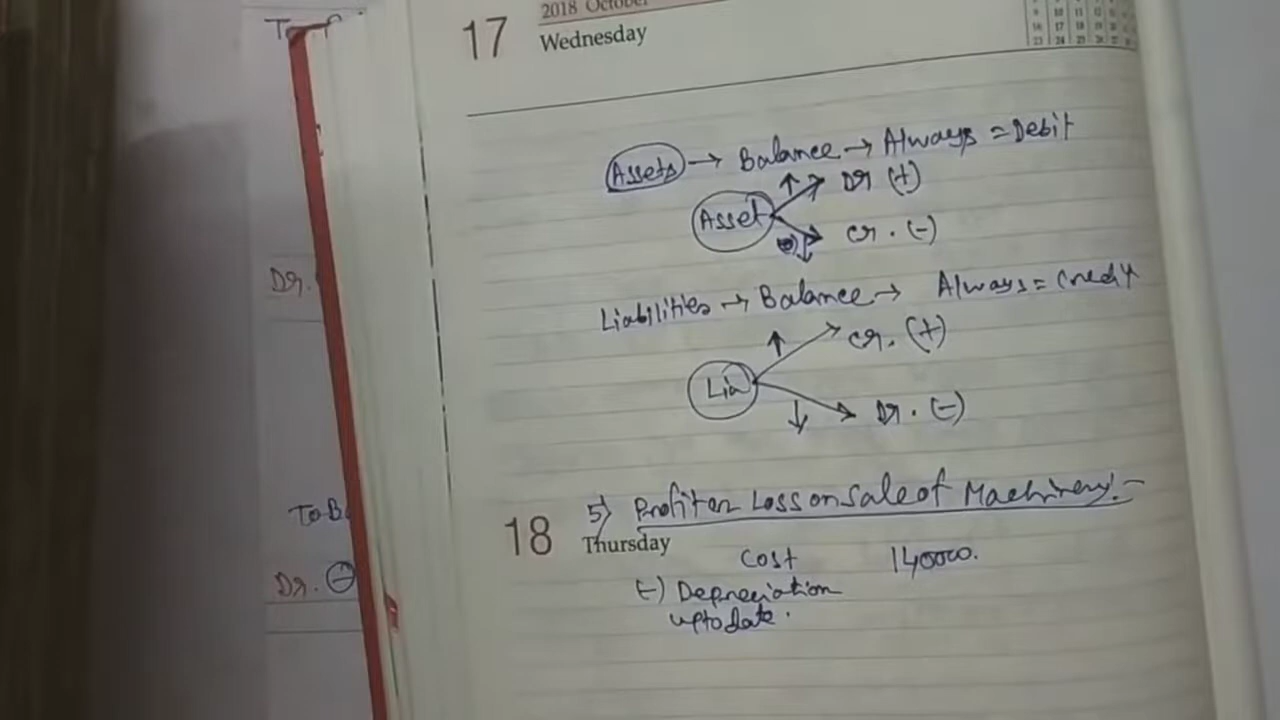 2018 October
17
Wednesday
Assets → Balance → Always = Debit
Asset
↑ Dr (+)
↓ Cr. (-)
Liabilities → Balance → Always = Credit
Lia
↑ Cr. (+)
↓ Dr. (-)
5) Profit or Loss on Sale of Machinery:-
18
Thursday
Cost 140000.
(-) Depreciation
upto date.
Dr.
To B
Dr. (-)